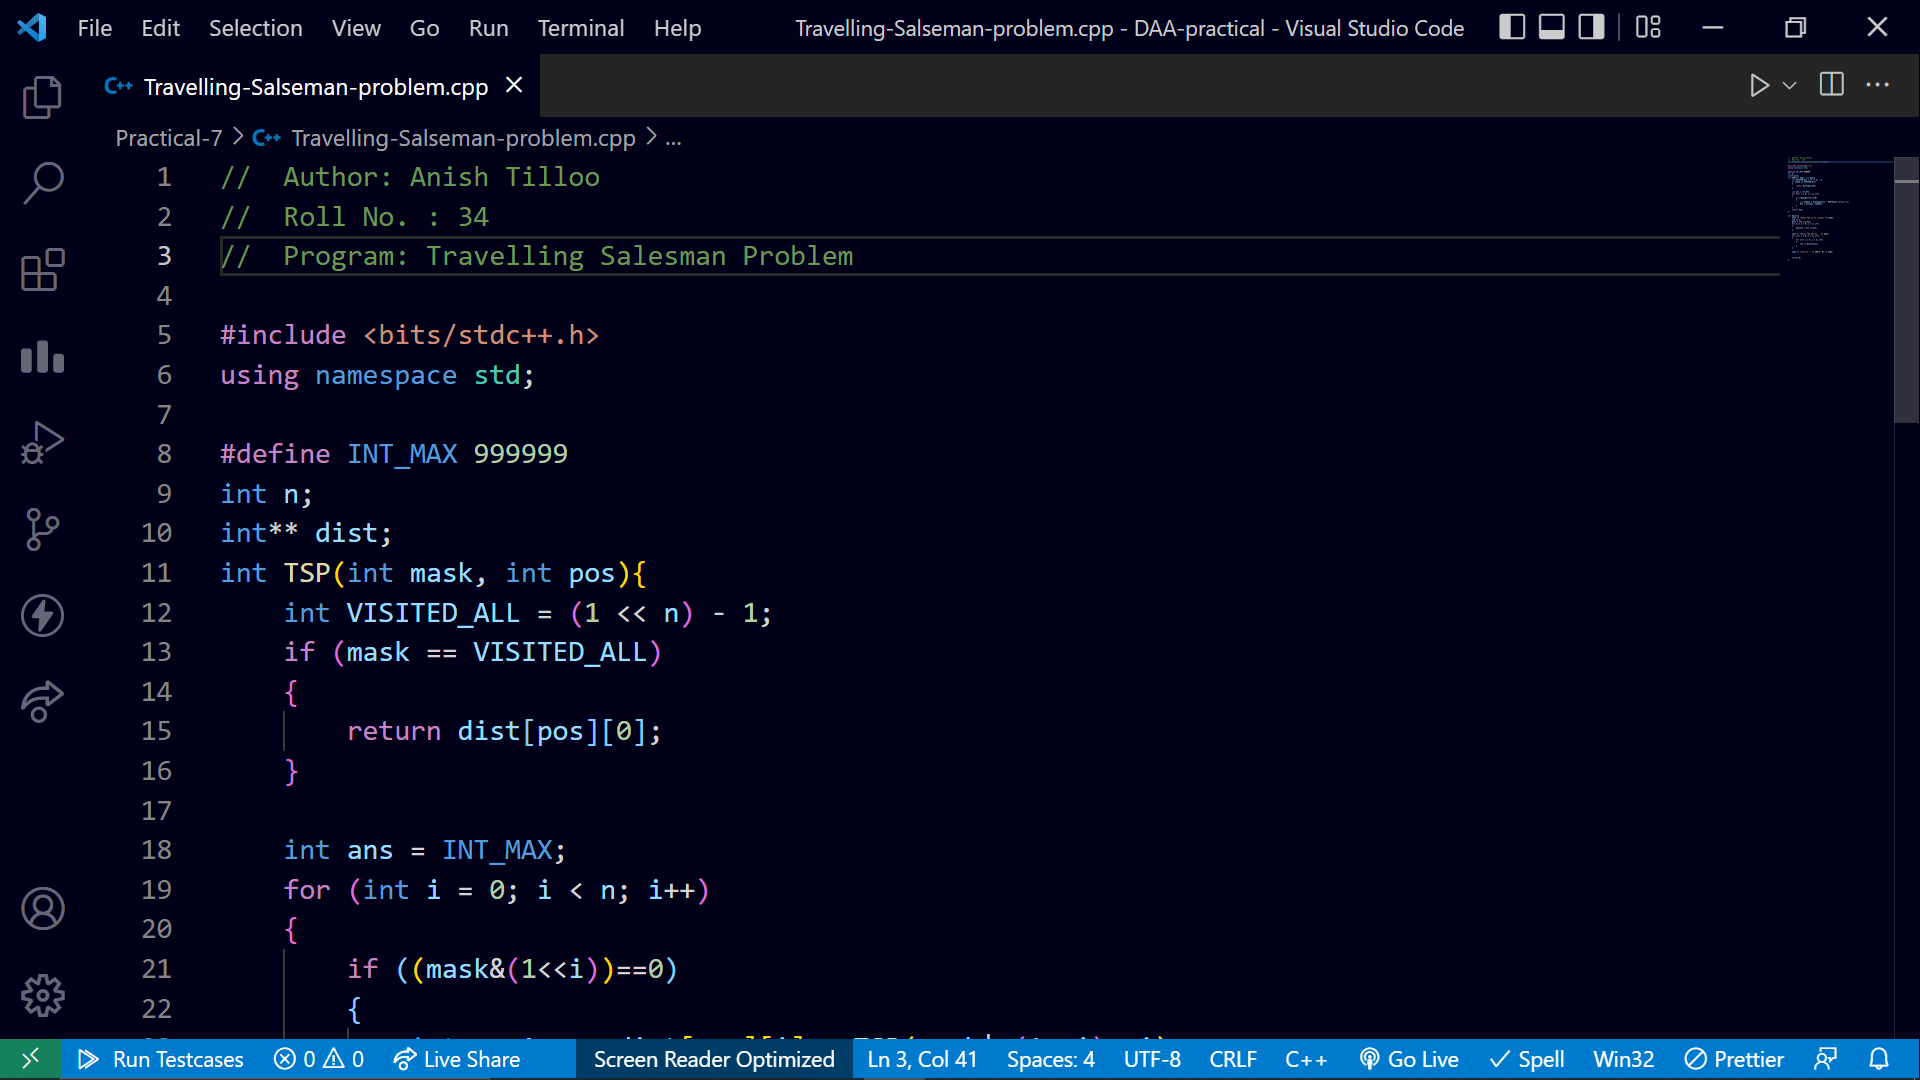 File Edit Selection View Go Run Terminal Help Travelling-Salseman-problem.cpp - DAA-practical - Visual Studio Code
C++ Travelling-Salseman-problem.cpp
Practical-7 > C++ Travelling-Salseman-problem.cpp > ...
1 // Author: Anish Tilloo
2 // Roll No. : 34
3 // Program: Travelling Salesman Problem
4
5 #include <bits/stdc++.h>
6 using namespace std;
7
8 #define INT_MAX 999999
9 int n;
10 int** dist;
11 int TSP(int mask, int pos){
12     int VISITED_ALL = (1 << n) - 1;
13     if (mask == VISITED_ALL)
14     {
15         return dist[pos][0];
16     }
17
18     int ans = INT_MAX;
19     for (int i = 0; i < n; i++)
20     {
21         if ((mask&(1<<i))==0)
22         {
Run Testcases 0 0 Live Share Screen Reader Optimized Ln 3, Col 41 Spaces: 4 UTF-8 CRLF C++ Go Live Spell Win32 Prettier